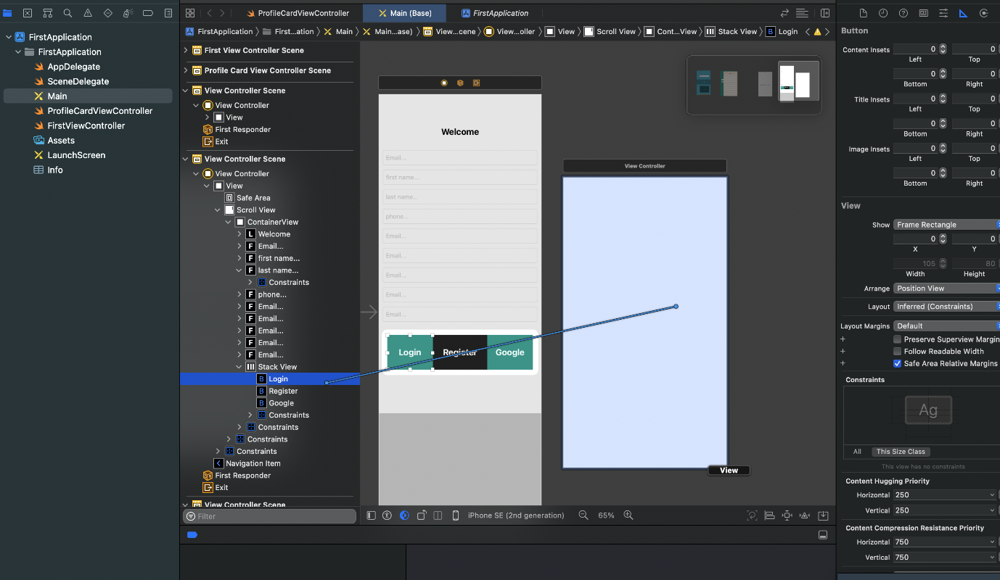 ProfileCardViewController
Main (Base)
FirstApplication
FirstApplication
First...ation
Main
Main...ase)
View...cene
View...oller
View
Scroll View
Cont...View
Stack View
Login
FirstApplication
FirstApplication
AppDelegate
SceneDelegate
Main
ProfileCardViewController
FirstViewController
Assets
LaunchScreen
Info
First View Controller Scene
Profile Card View Controller Scene
View Controller Scene
View Controller
View
First Responder
Exit
View Controller Scene
View Controller
View
Safe Area
Scroll View
ContainerView
L Welcome
F Email...
F first name...
F last name...
Constraints
F phone...
F Email...
F Email...
F Email...
F Email...
F Email...
Stack View
B Login
B Register
B Google
Constraints
Constraints
Constraints
Constraints
Navigation Item
First Responder
Exit
View Controller Scene
Filter
Welcome
Email...
first name...
last name...
phone...
Email...
Email...
Email...
Email...
Email...
Login
Register
Google
View Controller
View
iPhone SE (2nd generation)
65%
Button
Content Insets 0 0
Left Top
0 0
Bottom Right
Title Insets 0 0
Left Top
0 0
Bottom Right
Image Insets 0 0
Left Top
0 0
Bottom Right
View
Show Frame Rectangle
0 0
X Y
105 80
Width Height
Arrange Position View
Layout Inferred (Constraints)
Layout Margins Default
Preserve Superview Margin
Follow Readable Width
Safe Area Relative Margins
Constraints
Ag
All This Size Class
This view has no constraints
Content Hugging Priority
Horizontal 250
Vertical 250
Content Compression Resistance Priority
Horizontal 750
Vertical 750